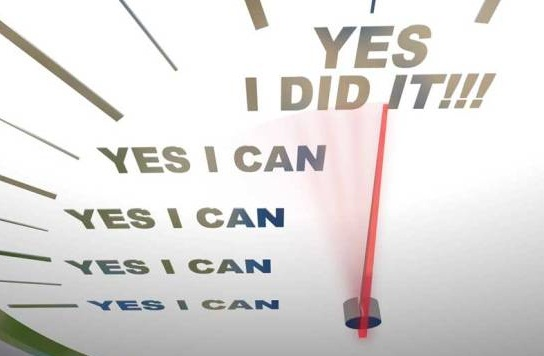 YES
I DID IT!!!
YES I CAN
YES I CAN
YES I CAN
YES I CAN